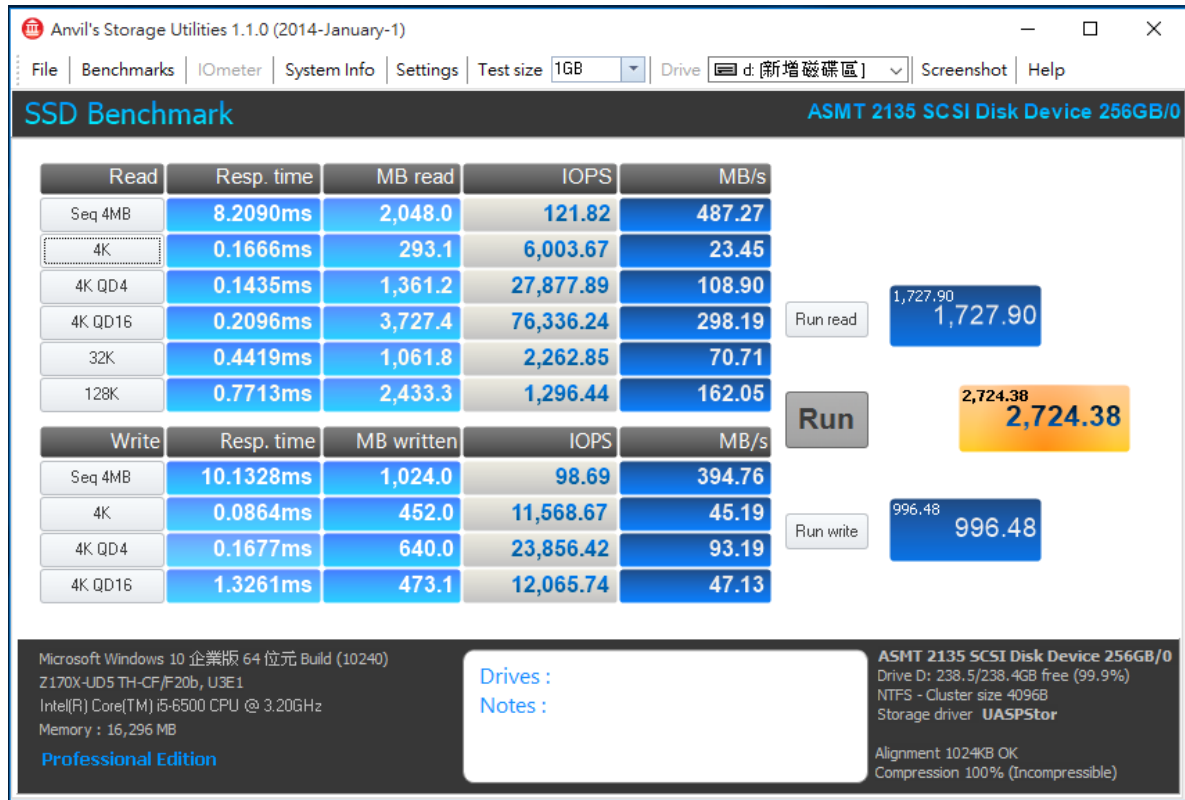 Anvil's Storage Utilities 1.1.0 (2014-January-1)
File Benchmarks IOmeter System Info Settings Test size 1GB Drive d: [新增磁碟區] Screenshot Help
SSD Benchmark ASMT 2135 SCSI Disk Device 256GB/0
Read Resp. time MB read IOPS MB/s
Seq 4MB 8.2090ms 2,048.0 121.82 487.27
4K 0.1666ms 293.1 6,003.67 23.45
4K QD4 0.1435ms 1,361.2 27,877.89 108.90
4K QD16 0.2096ms 3,727.4 76,336.24 298.19
32K 0.4419ms 1,061.8 2,262.85 70.71
128K 0.7713ms 2,433.3 1,296.44 162.05
Run read
1,727.90
1,727.90
Run
2,724.38
2,724.38
Write Resp. time MB written IOPS MB/s
Seq 4MB 10.1328ms 1,024.0 98.69 394.76
4K 0.0864ms 452.0 11,568.67 45.19
4K QD4 0.1677ms 640.0 23,856.42 93.19
4K QD16 1.3261ms 473.1 12,065.74 47.13
Run write
996.48
996.48
Microsoft Windows 10 企業版 64 位元 Build (10240)
Z170X-UD5 TH-CF/F20b, U3E1
Intel(R) Core(TM) i5-6500 CPU @ 3.20GHz
Memory : 16,296 MB
Professional Edition
Drives :
Notes :
ASMT 2135 SCSI Disk Device 256GB/0
Drive D: 238.5/238.4GB free (99.9%)
NTFS - Cluster size 4096B
Storage driver UASPStor
Alignment 1024KB OK
Compression 100% (Incompressible)